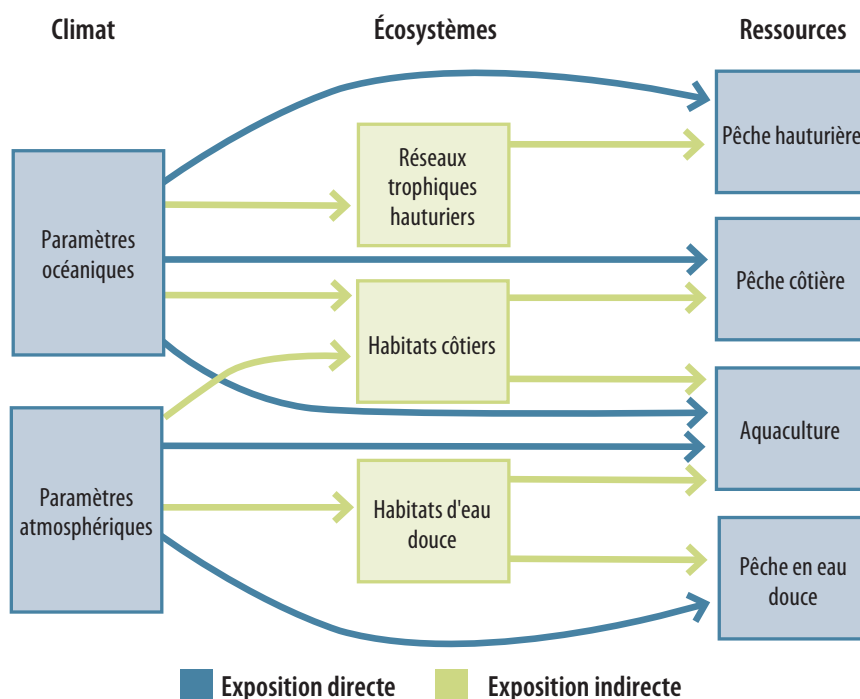 Climat
Écosystèmes
Ressources
Pêche hauturière
Réseaux
trophiques
hauturiers
Paramètres
océaniques
Pêche côtière
Habitats côtiers
Aquaculture
Paramètres
atmosphériques
Habitats d'eau
douce
Pêche en eau
douce
Exposition directe
Exposition indirecte